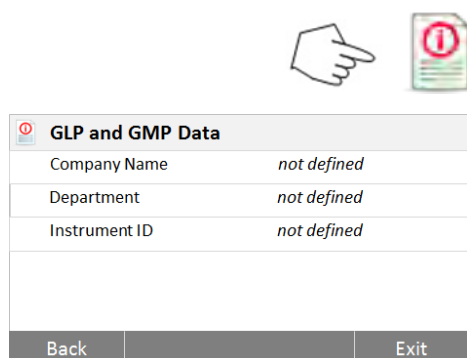 GLP and GMP Data
Company Name not defined
Department not defined
Instrument ID not defined
Back Exit